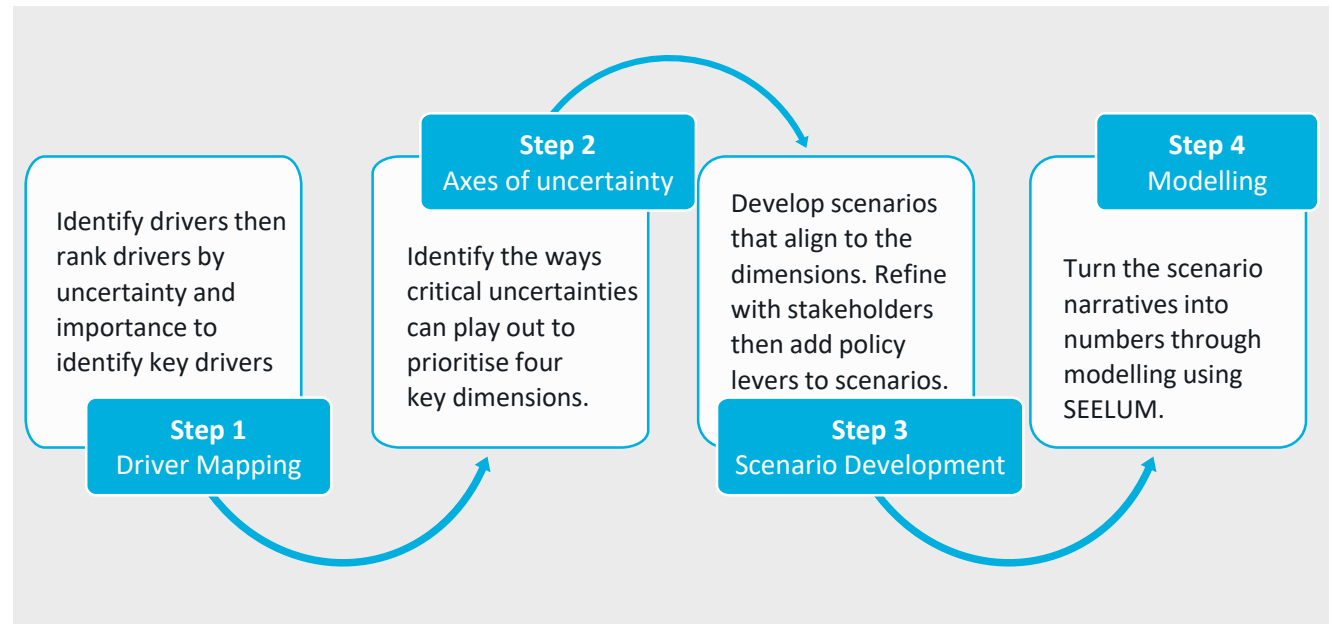 Identify drivers then
rank drivers by
uncertainty and
importance to
identify key drivers
Step 1
Driver Mapping
Step 2
Axes of uncertainty
Identify the ways
critical uncertainties
can play out to
prioritise four
key dimensions.
Develop scenarios
that align to the
dimensions. Refine
with stakeholders
then add policy
levers to scenarios.
Step 3
Scenario Development
Step 4
Modelling
Turn the scenario
narratives into
numbers through
modelling using
SEELUM.